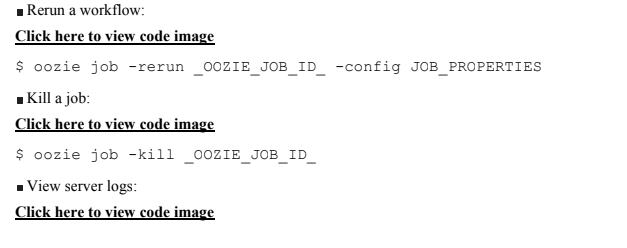 ■ Rerun a workflow:
Click here to view code image
$ oozie job -rerun _OOZIE_JOB_ID_ -config JOB_PROPERTIES
■ Kill a job:
Click here to view code image
$ oozie job -kill _OOZIE_JOB_ID_
■ View server logs:
Click here to view code image